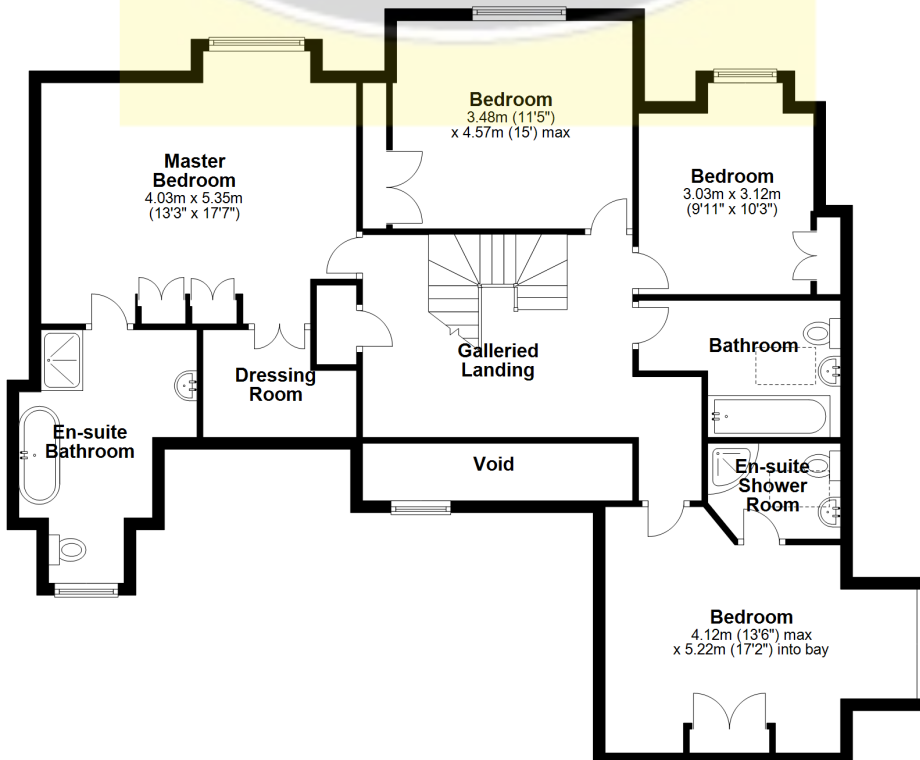 Bedroom
3.48m (11'5")
x 4.57m (15') max
Master
Bedroom
4.03m x 5.35m
(13'3" x 17'7")
Bedroom
3.03m x 3.12m
(9'11" x 10'3")
Galleried
Landing
Bathroom
Dressing
Room
En-suite
Bathroom
Void
En-suite
Shower
Room
Bedroom
4.12m (13'6") max
x 5.22m (17'2") into bay